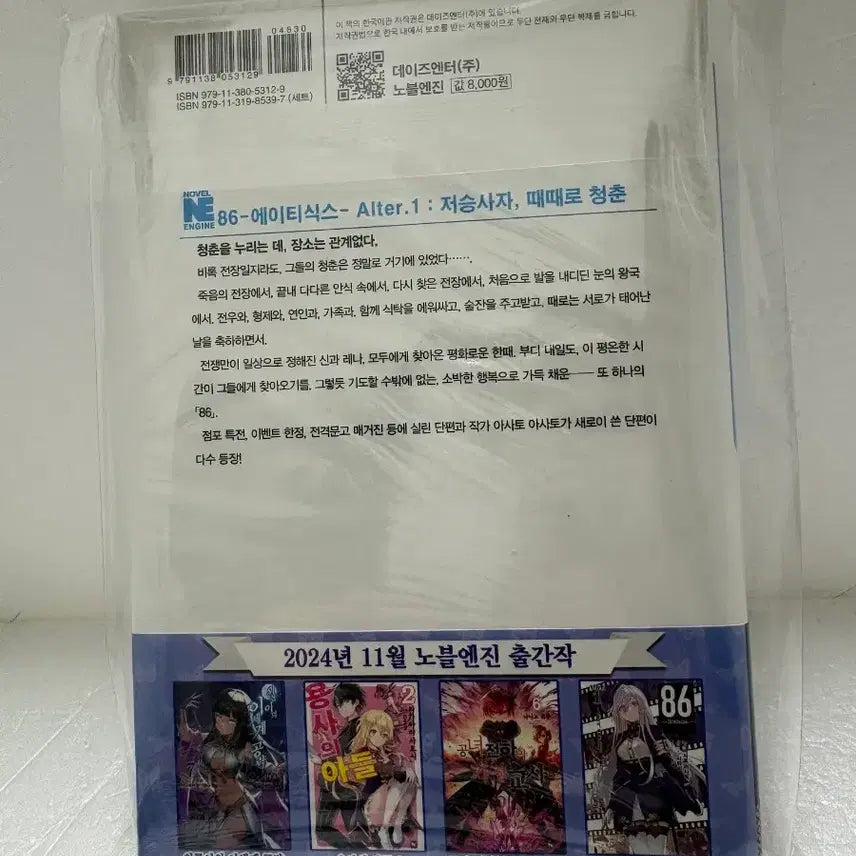 이 책의 한국어판 저작권은 데이즈엔터(주)에 있습니다.
저작권법으로 한국 내에서 보호를 받는 저작물이므로 무단 전재와 무단 복제를 금합니다.
04830
9 791138 053129
ISBN 979-11-380-5312-9
ISBN 979-11-319-8539-7 (세트)
데이즈엔터(주)
노블엔진 값 8,000원
NOVEL
NE
ENGINE
86-에이티식스- Alter.1 : 저승사자, 때때로 청춘
청춘을 누리는 데, 장소는 관계없다.
비록 전장일지라도, 그들의 청춘은 정말로 거기에 있었다…….
죽음의 전장에서, 끝내 다다른 안식 속에서, 다시 찾은 전장에서, 처음으로 발을 내디딘 눈의 왕국
에서. 전우와, 형제와, 연인과, 가족과. 함께 식탁을 에워싸고, 술잔을 주고받고, 때로는 서로가 태어난
날을 축하하면서.
전쟁만이 일상으로 정해진 신과 레나, 모두에게 찾아온 평화로운 한때. 부디 내일도, 이 평온한 시
간이 그들에게 찾아오기를. 그렇듯 기도할 수밖에 없는, 소박한 행복으로 가득 채운── 또 하나의
「86」.
점포 특전, 이벤트 한정, 전격문고 매거진 등에 실린 단편과 작가 아사토 아사토가 새로이 쓴 단편이
다수 등장!
2024년 11월 노블엔진 출간작
용사의
아들
2
공녀 전하
6
86